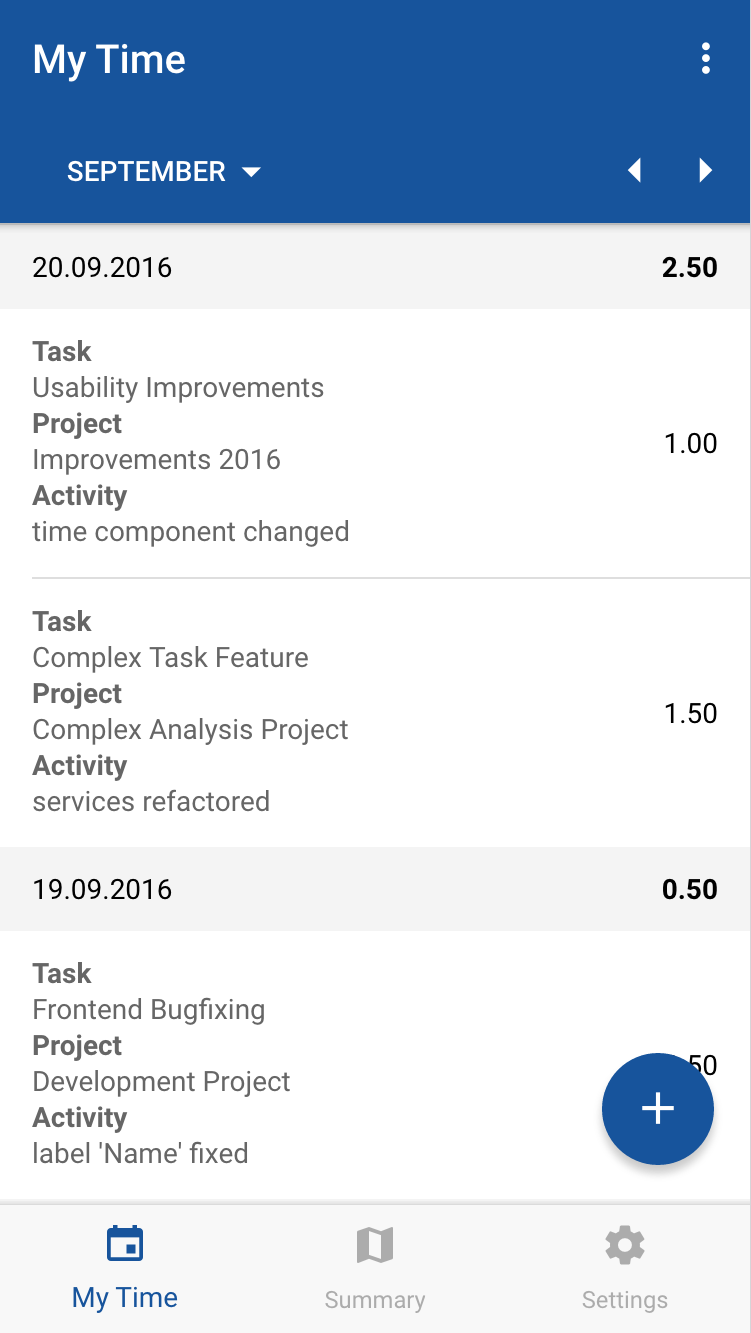 My Time
SEPTEMBER
20.09.2016 2.50
Task
Usability Improvements
Project
Improvements 2016
1.00
Activity
time component changed
Task
Complex Task Feature
Project
Complex Analysis Project
1.50
Activity
services refactored
19.09.2016 0.50
Task
Frontend Bugfixing
Project
50
Development Project
Activity
label 'Name' fixed
My Time Summary Settings